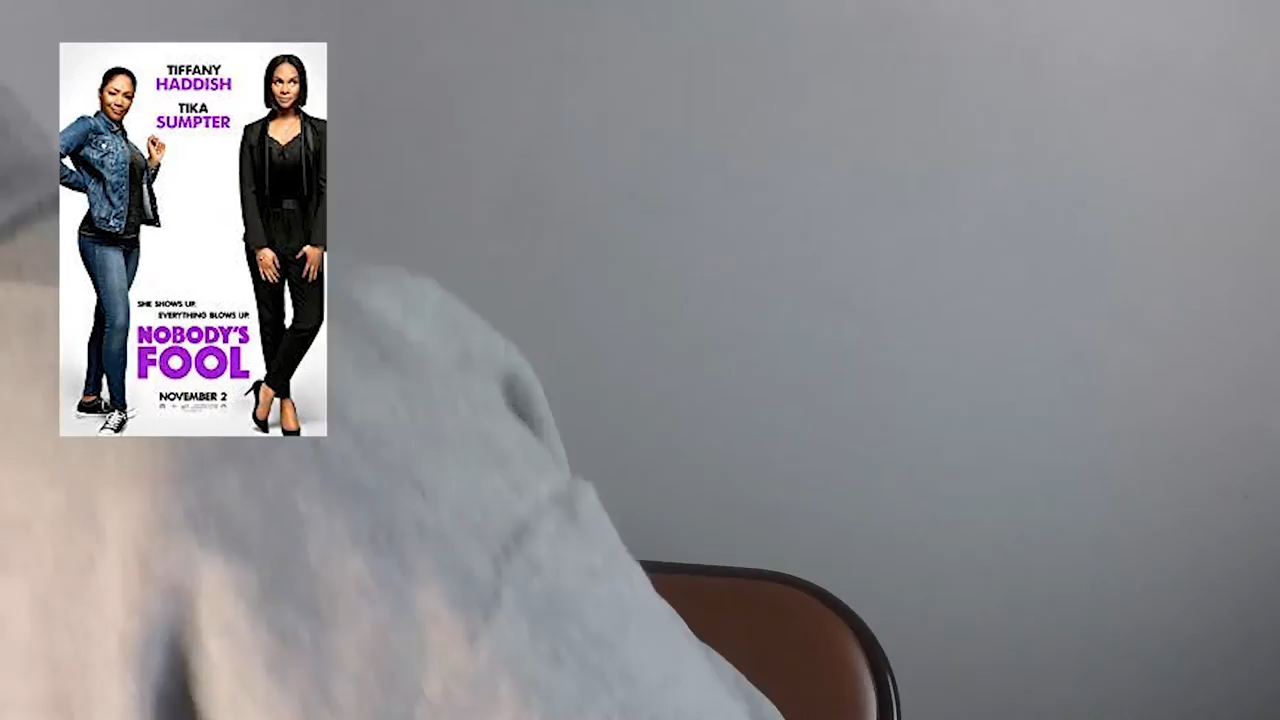 TIFFANY
HADDISH
TIKA
SUMPTER
SHE SHOWS UP.
EVERYTHING BLOWS UP.
NOBODY'S
FOOL
NOVEMBER 2